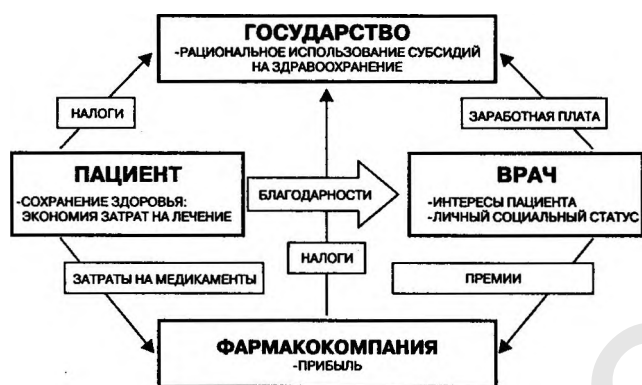 ГОСУДАРСТВО
-РАЦИОНАЛЬНОЕ ИСПОЛЬЗОВАНИЕ СУБСИДИЙ
НА ЗДРАВООХРАНЕНИЕ
НАЛОГИ
ЗАРАБОТНАЯ ПЛАТА
ПАЦИЕНТ
-СОХРАНЕНИЕ ЗДОРОВЬЯ:
ЭКОНОМИЯ ЗАТРАТ НА ЛЕЧЕНИЕ
БЛАГОДАРНОСТИ
ВРАЧ
-ИНТЕРЕСЫ ПАЦИЕНТА
-ЛИЧНЫЙ СОЦИАЛЬНЫЙ СТАТУС
ЗАТРАТЫ НА МЕДИКАМЕНТЫ
НАЛОГИ
ПРЕМИИ
ФАРМАКОКОМПАНИЯ
-ПРИБЫЛЬ